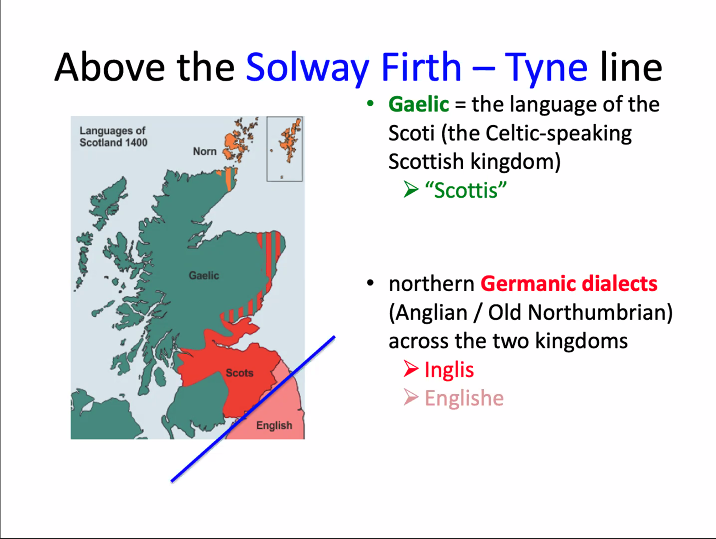 Above the Solway Firth – Tyne line
Languages of
Scotland 1400
Norn
Gaelic
Scots
English
• Gaelic = the language of the
Scoti (the Celtic-speaking
Scottish kingdom)
➢ “Scottis”
• northern Germanic dialects
(Anglian / Old Northumbrian)
across the two kingdoms
➢ Inglis
➢ Englishe